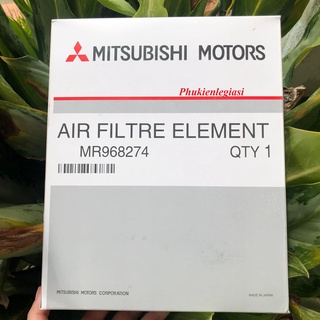 MITSUBISHI MOTORS
Phukienlegiasi
AIR FILTRE ELEMENT
MR968274 QTY 1
MITSUBISHI MOTORS CORPORATION MADE IN JAPAN